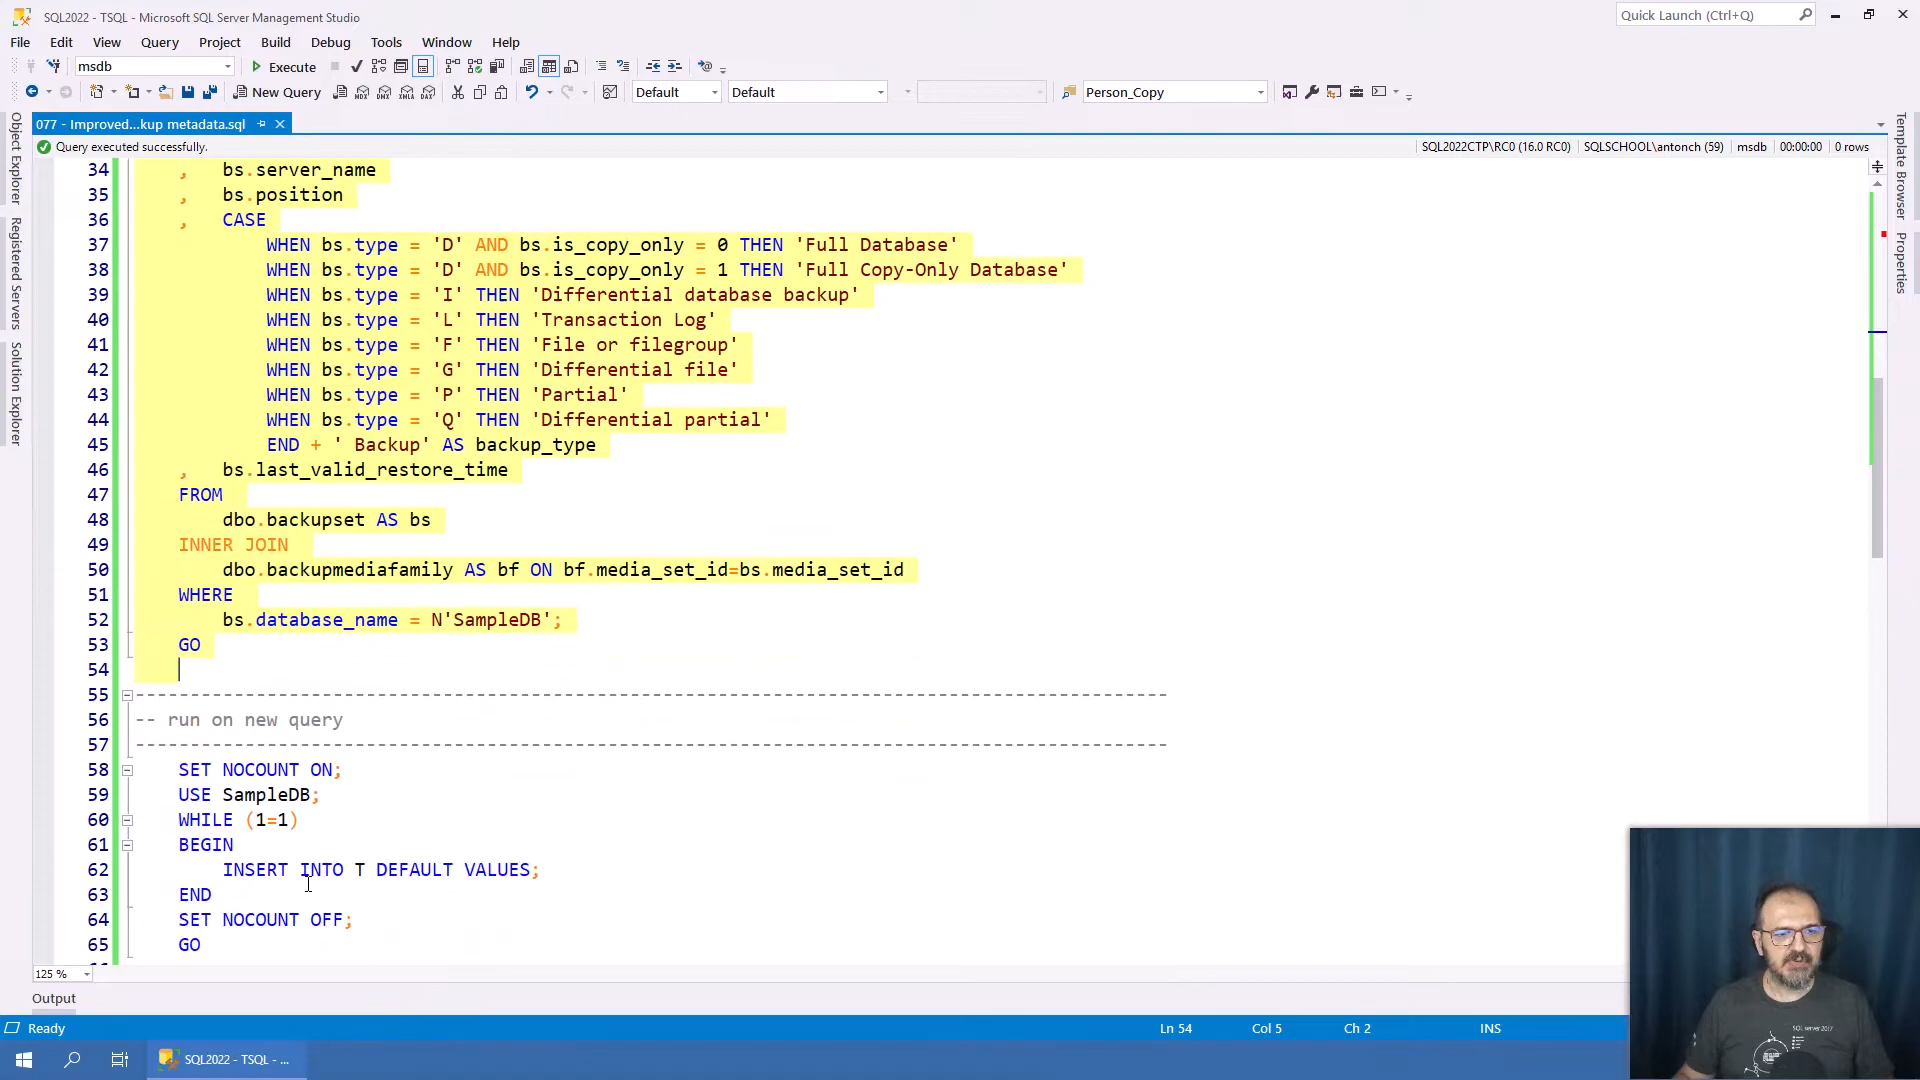 SQL2022 - TSQL - Microsoft SQL Server Management Studio
Quick Launch (Ctrl+Q)
File Edit View Query Project Build Debug Tools Window Help
msdb Execute
New Query Default Default Person_Copy
077 - Improved...kup metadata.sql
Query executed successfully. SQL2022CTP\RC0 (16.0 RC0) SQLSCHOOL\antonch (59) msdb 00:00:00 0 rows
Object Explorer
Registered Servers
Solution Explorer
Template Browser
Properties
34 , bs.server_name
35 , bs.position
36 , CASE
37 WHEN bs.type = 'D' AND bs.is_copy_only = 0 THEN 'Full Database'
38 WHEN bs.type = 'D' AND bs.is_copy_only = 1 THEN 'Full Copy-Only Database'
39 WHEN bs.type = 'I' THEN 'Differential database backup'
40 WHEN bs.type = 'L' THEN 'Transaction Log'
41 WHEN bs.type = 'F' THEN 'File or filegroup'
42 WHEN bs.type = 'G' THEN 'Differential file'
43 WHEN bs.type = 'P' THEN 'Partial'
44 WHEN bs.type = 'Q' THEN 'Differential partial'
45 END + ' Backup' AS backup_type
46 , bs.last_valid_restore_time
47 FROM
48 dbo.backupset AS bs
49 INNER JOIN
50 dbo.backupmediafamily AS bf ON bf.media_set_id=bs.media_set_id
51 WHERE
52 bs.database_name = N'SampleDB';
53 GO
54
55 ----------------------------------------------------------------------------------------------
56 -- run on new query
57 ----------------------------------------------------------------------------------------------
58 SET NOCOUNT ON;
59 USE SampleDB;
60 WHILE (1=1)
61 BEGIN
62 INSERT INTO T DEFAULT VALUES;
63 END
64 SET NOCOUNT OFF;
65 GO
125 %
Output
Ready Ln 54 Col 5 Ch 2 INS
SQL2022 - TSQL - ...
SQL server 2017